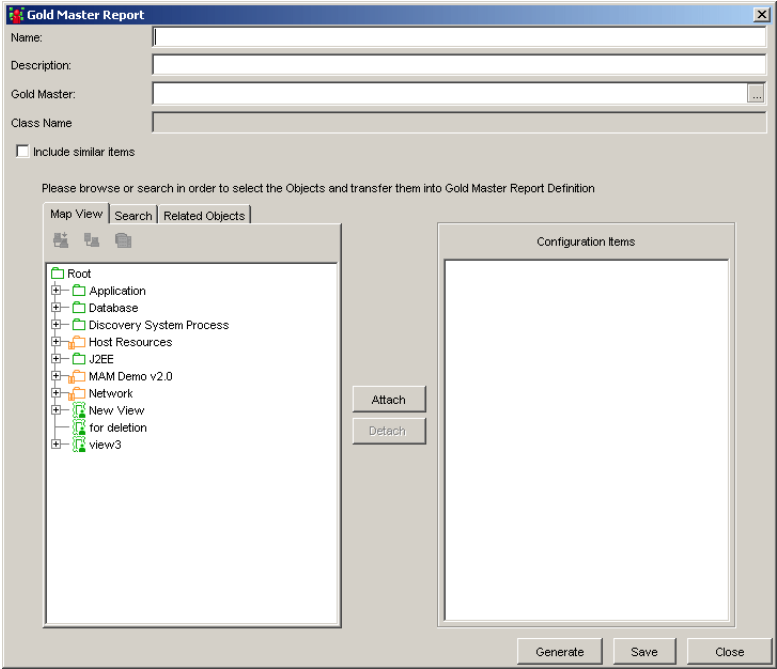 Gold Master Report
Name:
Description:
Gold Master:
...
Class Name
Include similar items
Please browse or search in order to select the Objects and transfer them into Gold Master Report Definition
Map View Search Related Objects
Configuration Items
Root
Application
Database
Discovery System Process
Host Resources
J2EE
MAM Demo v2.0
Network
New View
for deletion
view3
Attach
Detach
Generate Save Close